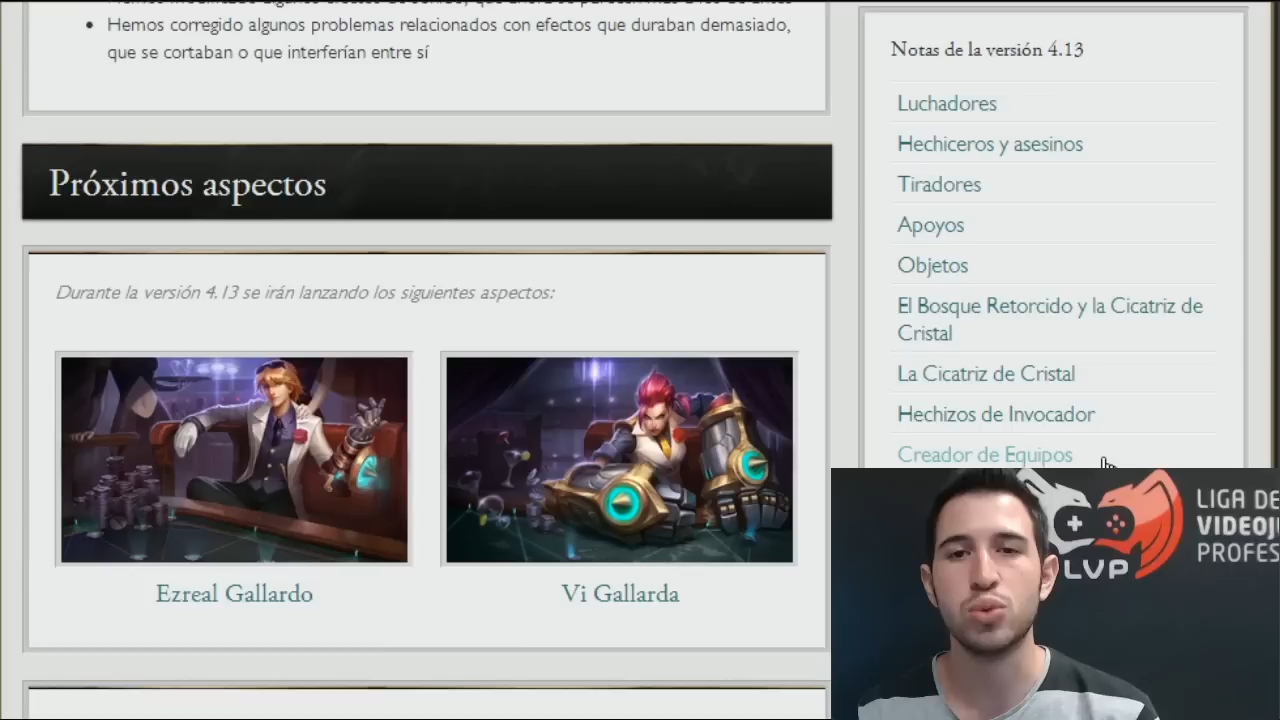 Hemos corregido algunos problemas relacionados con efectos que duraban demasiado,
que se cortaban o que interferían entre sí
Próximos aspectos
Durante la versión 4.13 se irán lanzando los siguientes aspectos:
Ezreal Gallardo
Vi Gallarda
Notas de la versión 4.13
Luchadores
Hechiceros y asesinos
Tiradores
Apoyos
Objetos
El Bosque Retorcido y la Cicatriz de
Cristal
La Cicatriz de Cristal
Hechizos de Invocador
Creador de Equipos
LVP
LIGA DE
VIDEOJ
PROFES